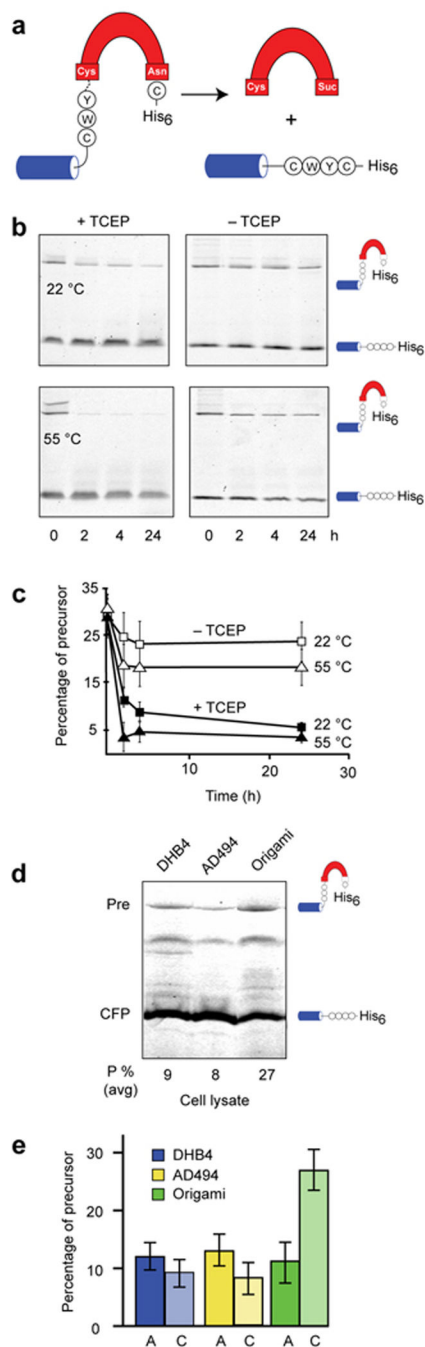 a
Cys
Asn
Y
C
W
His6
C
Cys
Suc
+
C W Y C His6
b
+ TCEP
– TCEP
22 °C
His6
His6
55 °C
His6
His6
0 2 4 24 0 2 4 24 h
c
Percentage of precursor
35
25
15
5
– TCEP
22 °C
55 °C
+ TCEP
22 °C
55 °C
10 20 30
Time (h)
d
DHB4
AD494
Origami
Pre
His6
CFP
His6
P %
(avg)
9 8 27
Cell lysate
e
Percentage of precursor
30
20
10
0
DHB4
AD494
Origami
A C A C A C